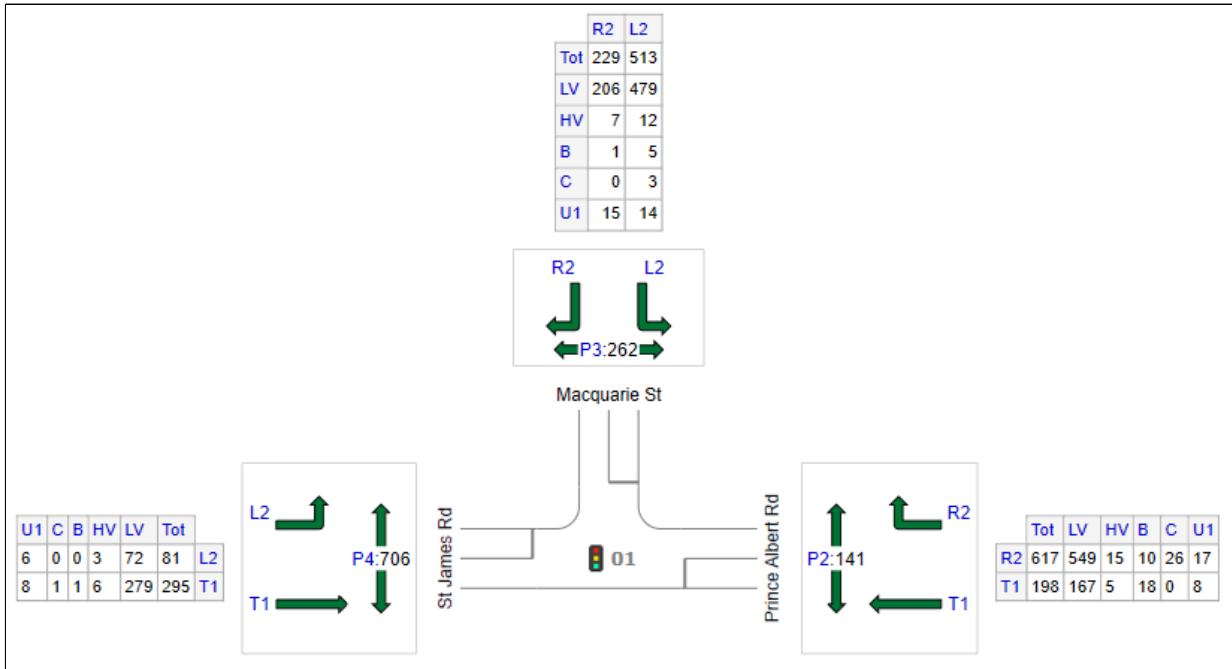 R2 L2
Tot 229 513
LV 206 479
HV 7 12
B 1 5
C 0 3
U1 15 14
R2 L2
P3:262
Macquarie St
L2
P4:706
T1
St James Rd
01
Prince Albert Rd
R2
P2:141
T1
U1 C B HV LV Tot
6 0 0 3 72 81 L2
8 1 1 6 279 295 T1
Tot LV HV B C U1
R2 617 549 15 10 26 17
T1 198 167 5 18 0 8